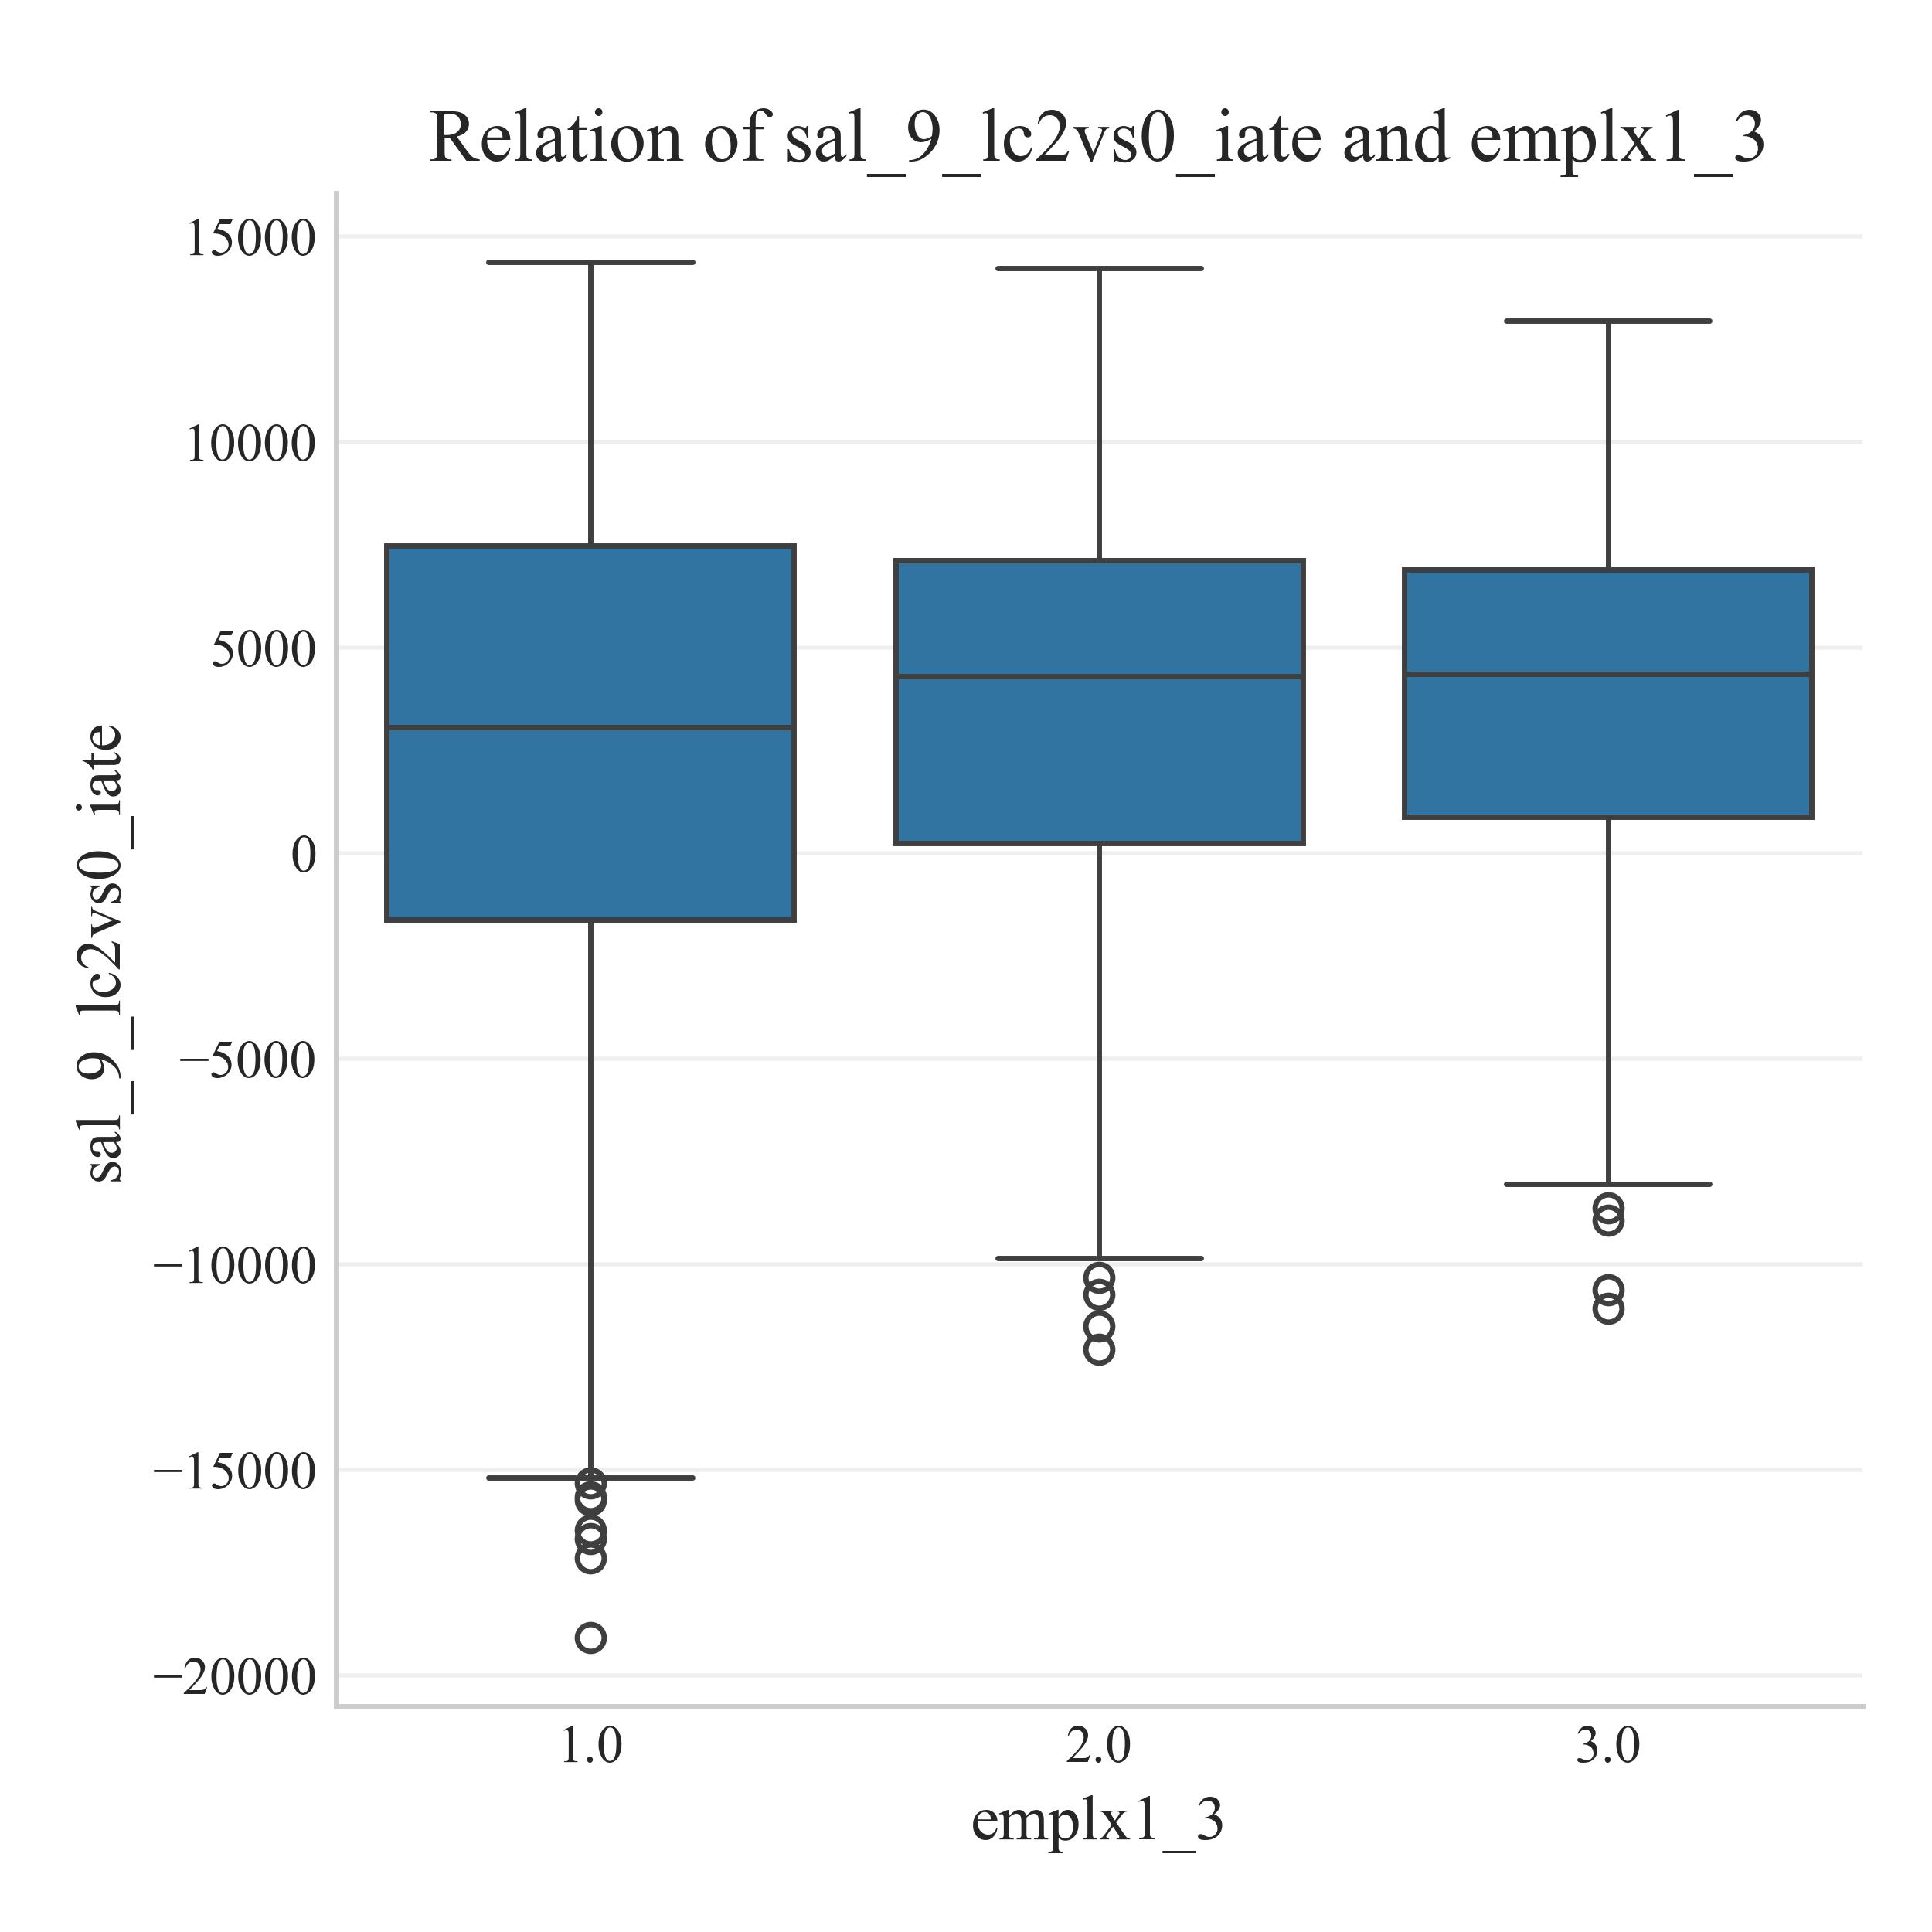 Relation of sal_9_lc2vs0_iate and emplx1_3
15000
10000
5000
0
−5000
−10000
−15000
−20000
sal_9_lc2vs0_iate
1.0 2.0 3.0
emplx1_3